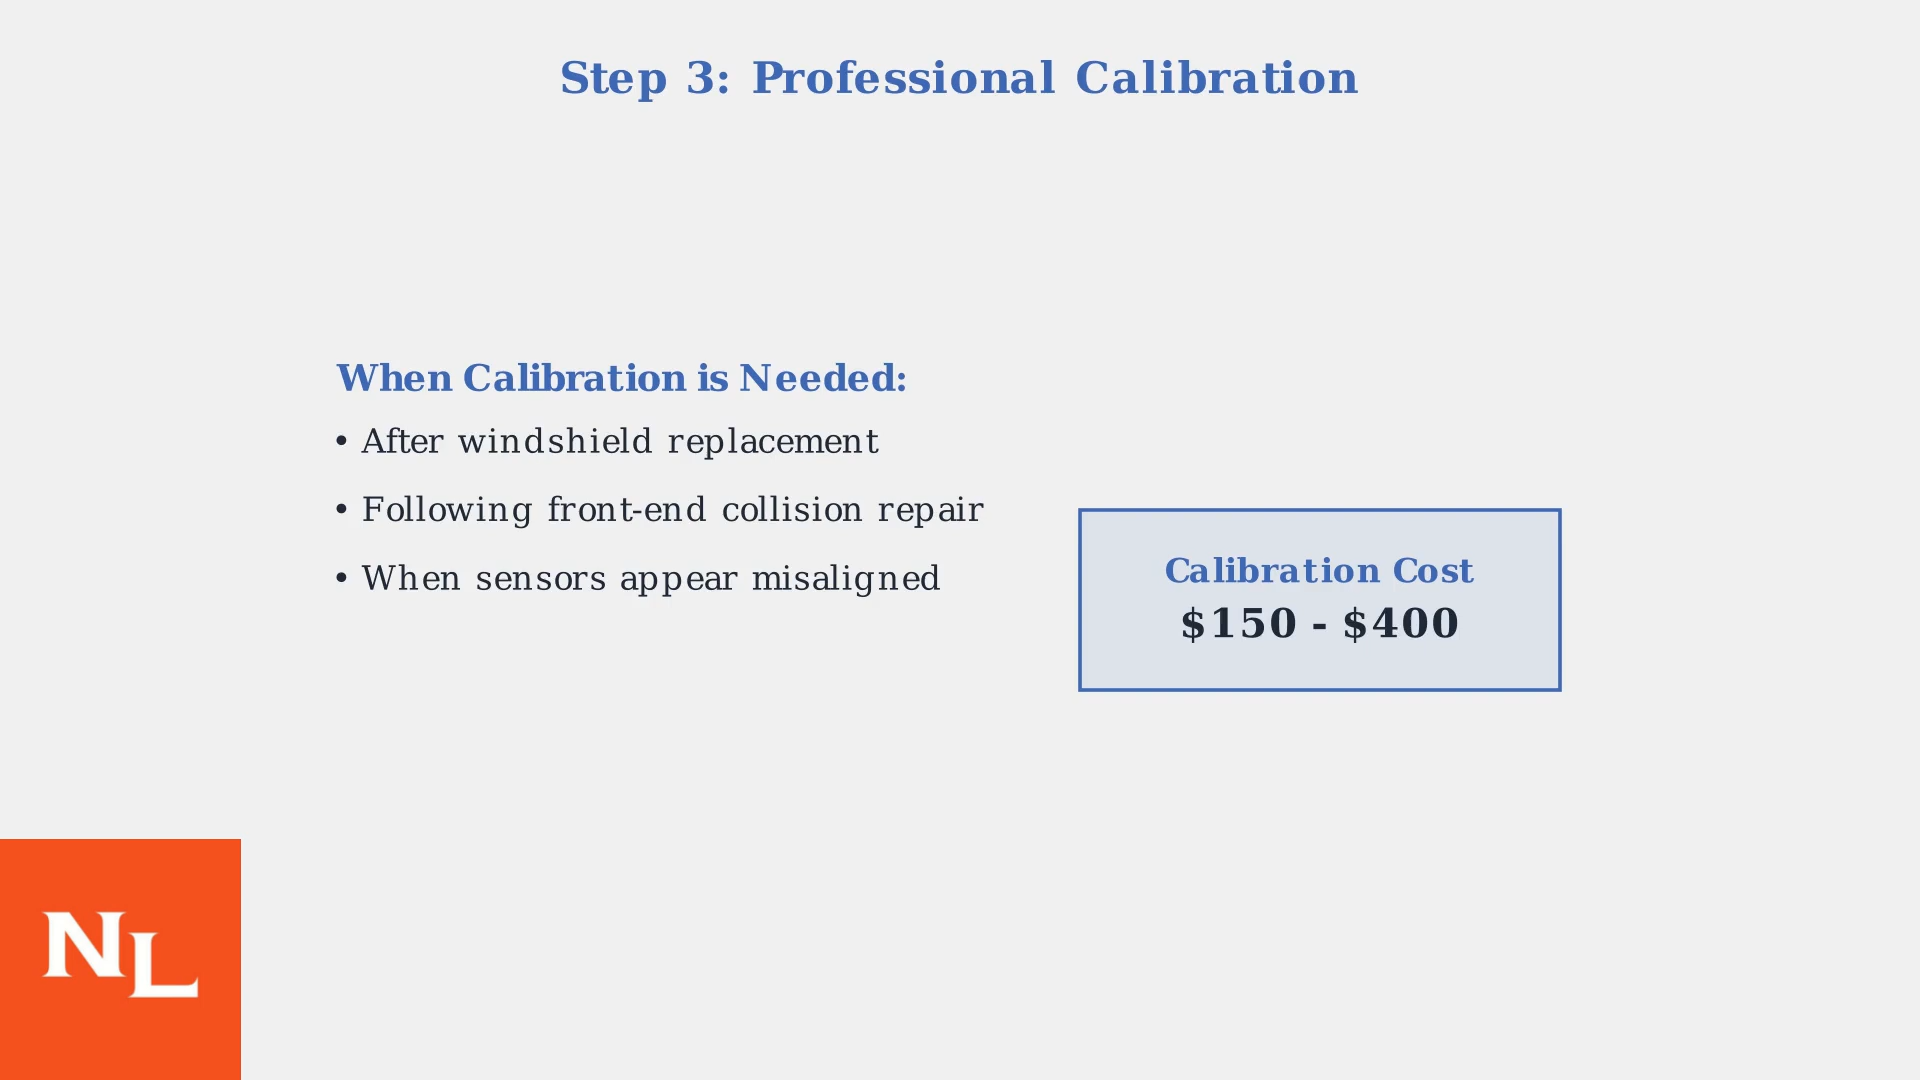 Step 3: Professional Calibration
When Calibration is Needed:
• After windshield replacement
• Following front-end collision repair
• When sensors appear misaligned
Calibration Cost
$150 - $400
NL